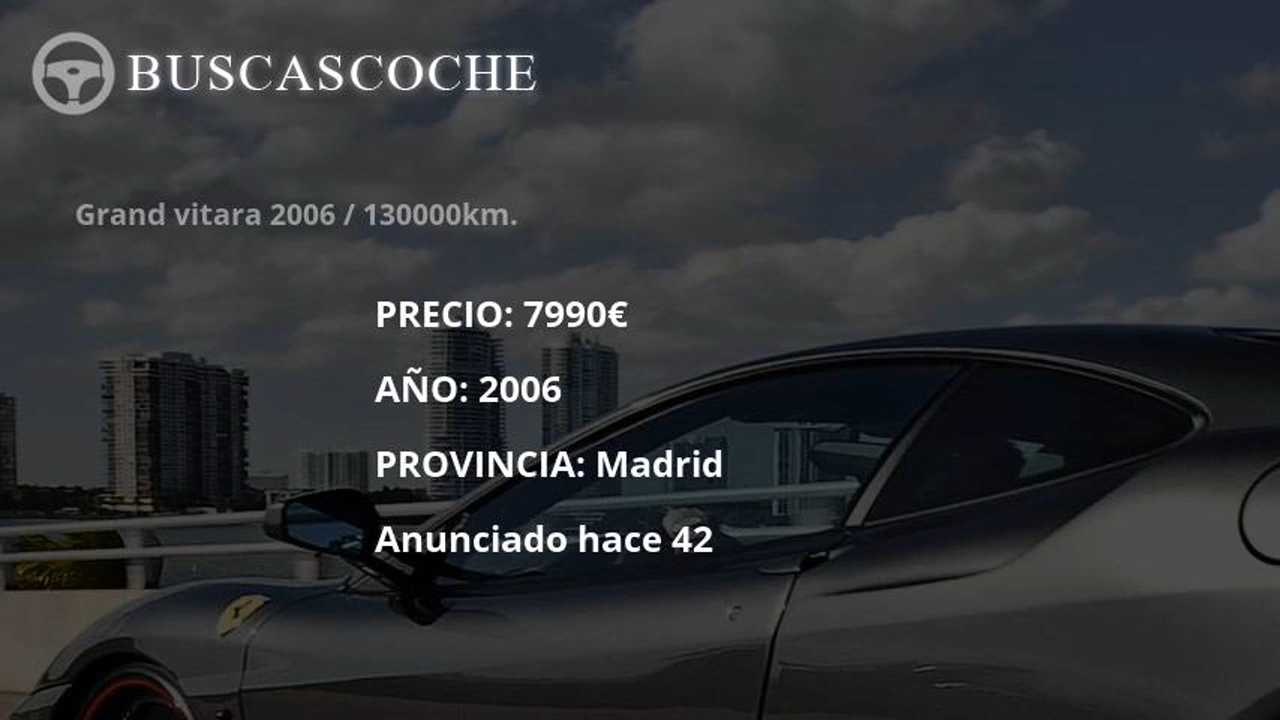 BUSCASCOCHE
Grand vitara 2006 / 130000km.
PRECIO: 7990€
AÑO: 2006
PROVINCIA: Madrid
Anunciado hace 42